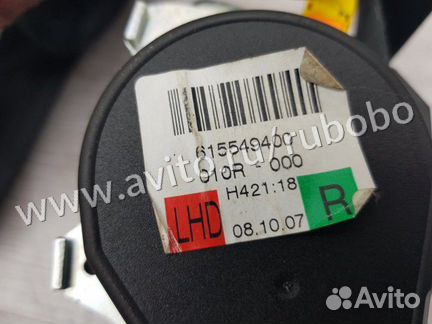 615549400
010R - 000
H421:18
LHD
08.10.07
R
www.avito.ru/rubobo
Avito